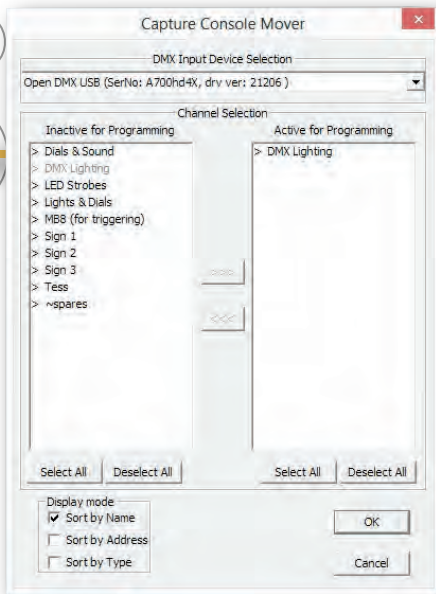 Capture Console Mover
DMX Input Device Selection
Open DMX USB (SerNo: A700hd4X, drv ver: 21206 )
Channel Selection
Inactive for Programming
> Dials & Sound
> DMX Lighting
> LED Strobes
> Lights & Dials
> MB8 (for triggering)
> Sign 1
> Sign 2
> Sign 3
> Tess
> ~spares
>>>
<<<
Active for Programming
> DMX Lighting
Select All
Deselect All
Select All
Deselect All
Display mode
Sort by Name
Sort by Address
Sort by Type
OK
Cancel